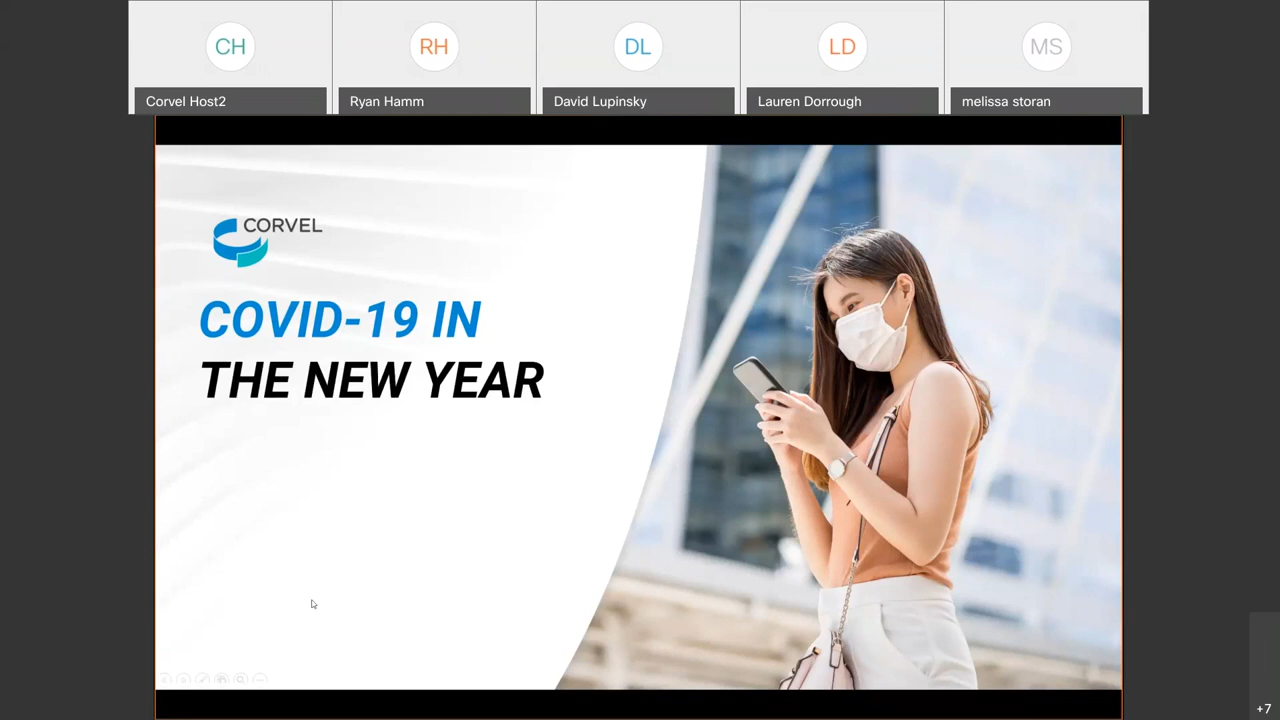 CH
RH
DL
LD
MS
Corvel Host2
Ryan Hamm
David Lupinsky
Lauren Dorrough
melissa storan
CORVEL
COVID-19 IN
THE NEW YEAR
+7